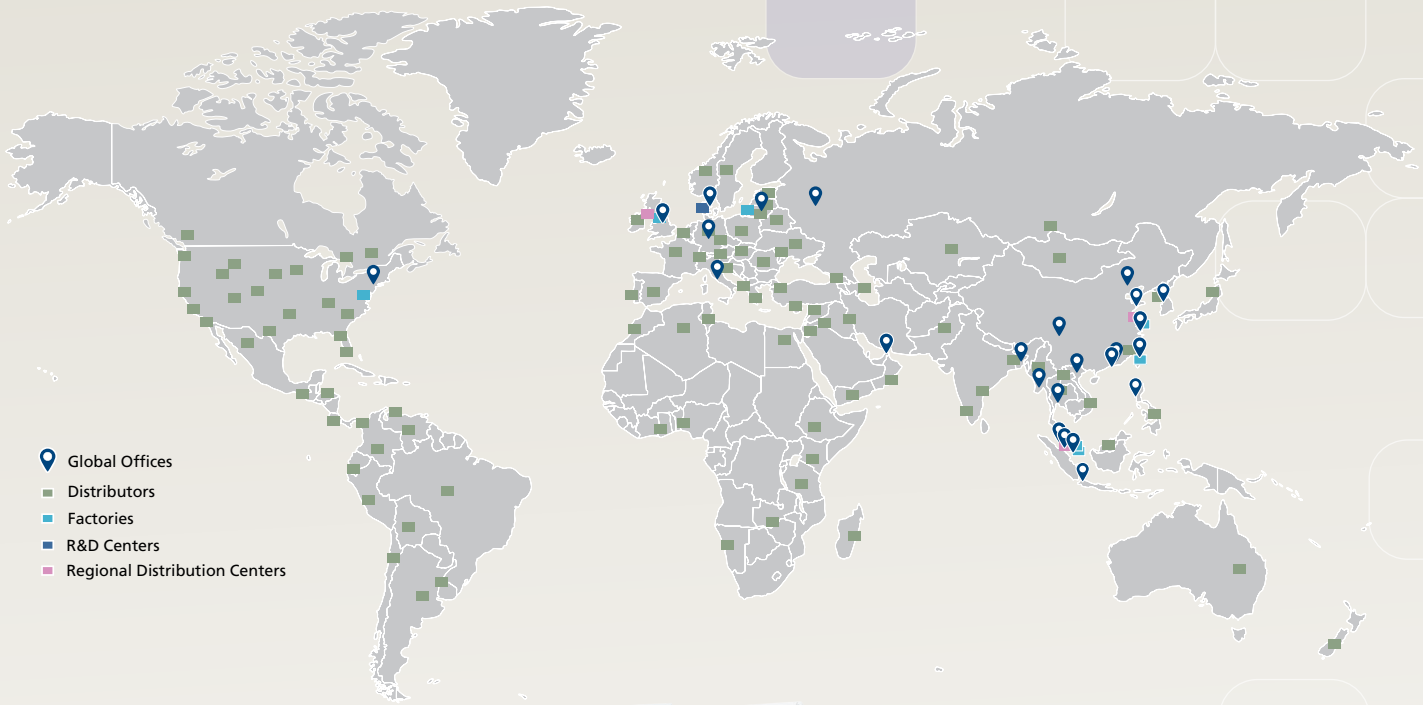 Global Offices
Distributors
Factories
R&D Centers
Regional Distribution Centers